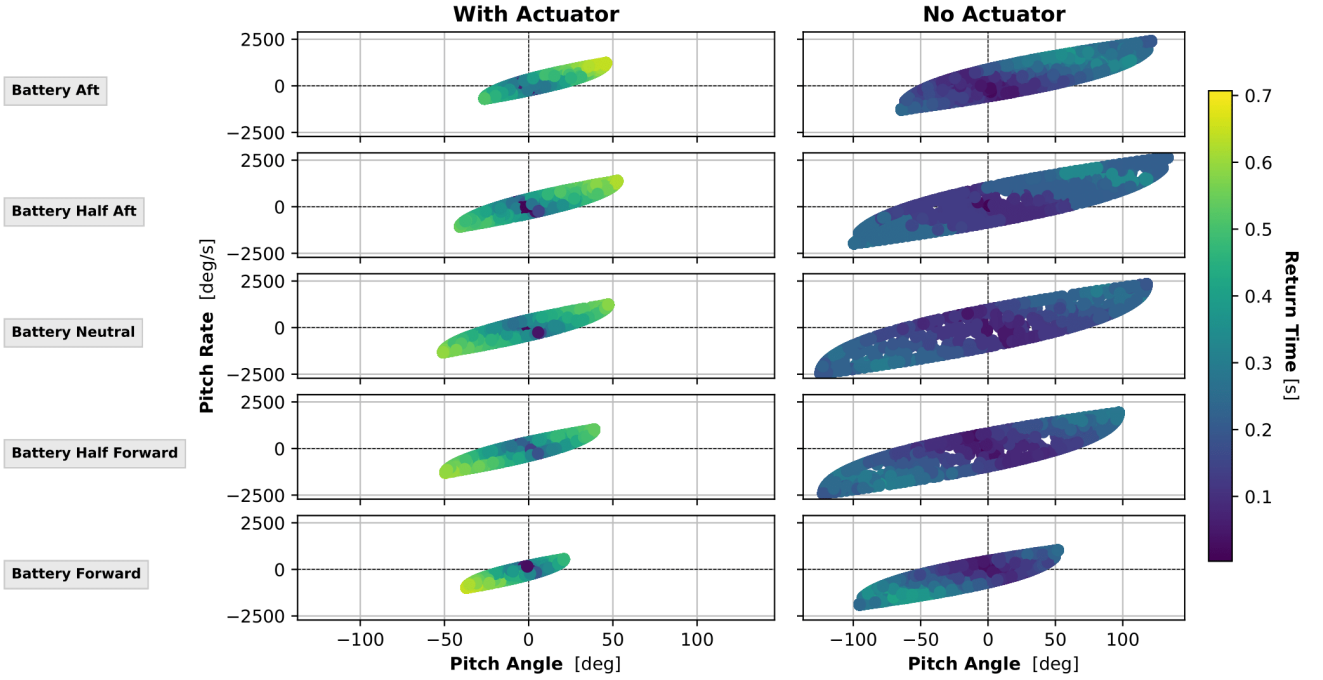 With Actuator
No Actuator
Battery Aft
2500
0
−2500
Battery Half Aft
2500
0
−2500
Battery Neutral
2500
0
−2500
Battery Half Forward
2500
0
−2500
Battery Forward
2500
0
−2500
Pitch Rate [deg/s]
−100
−50
0
50
100
−100
−50
0
50
100
Pitch Angle [deg]
Pitch Angle [deg]
0.7
0.6
0.5
0.4
0.3
0.2
0.1
Return Time [s]